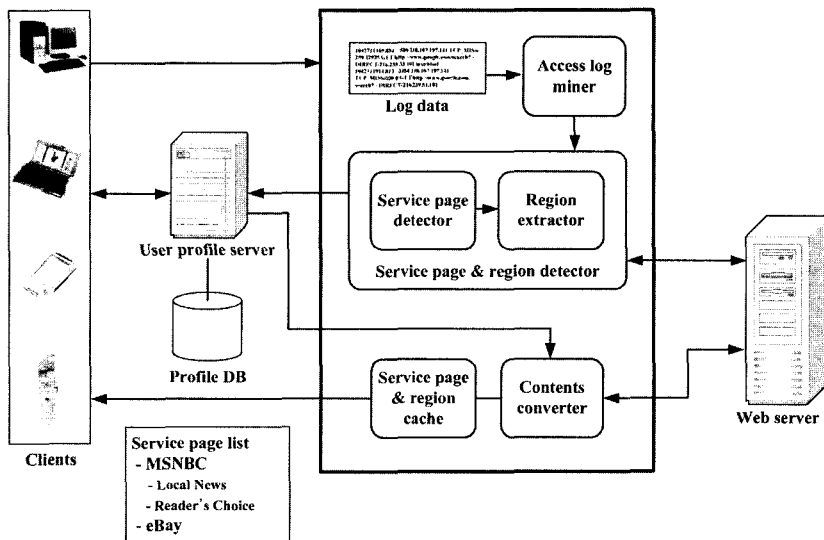 Log data
Access log
miner
Service page
detector
Region
extractor
Service page & region detector
User profile server
Profile DB
Service page
& region
cache
Contents
converter
Web server
Clients
Service page list
- MSNBC
- Local News
- Reader's Choice
- eBay